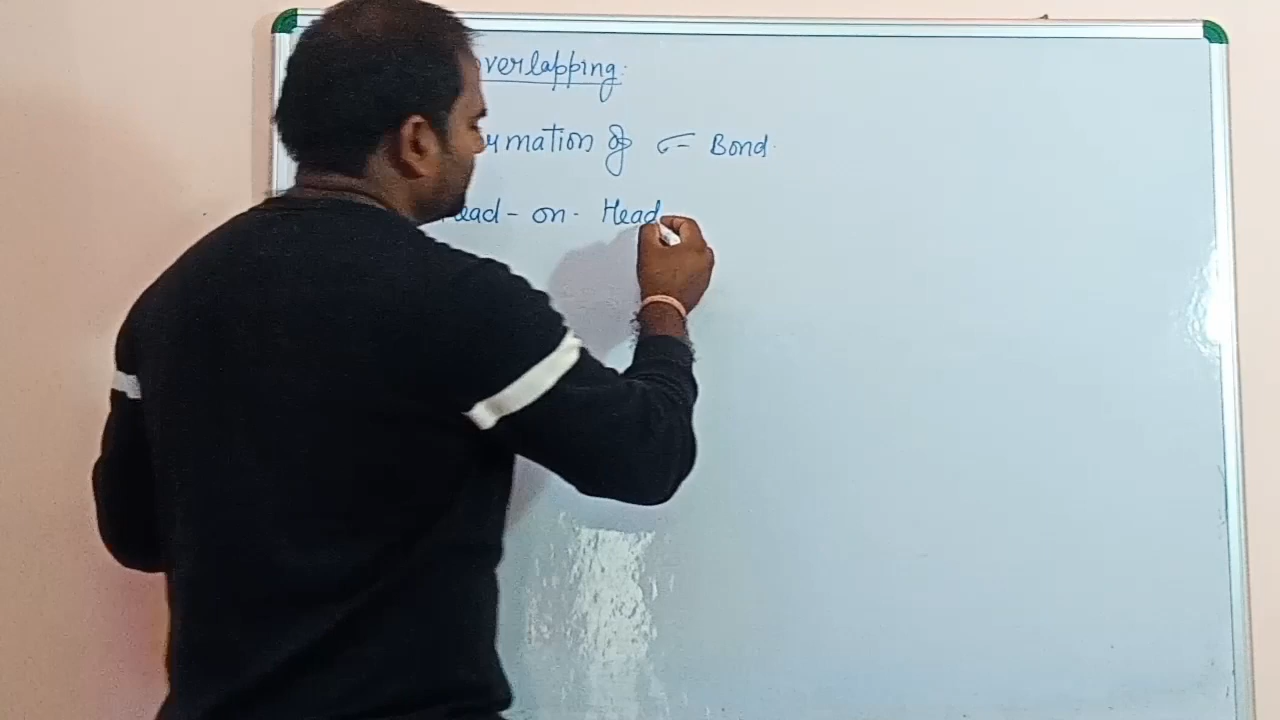 verlapping:
rmation of σ- Bond.
ead-on- Head